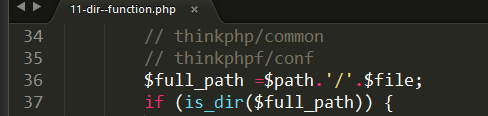 11-dir--function.php ×
34 // thinkphp/common
35 // thinkphpf/conf
36 $full_path =$path.'/'.$file;
37 if (is_dir($full_path)) {